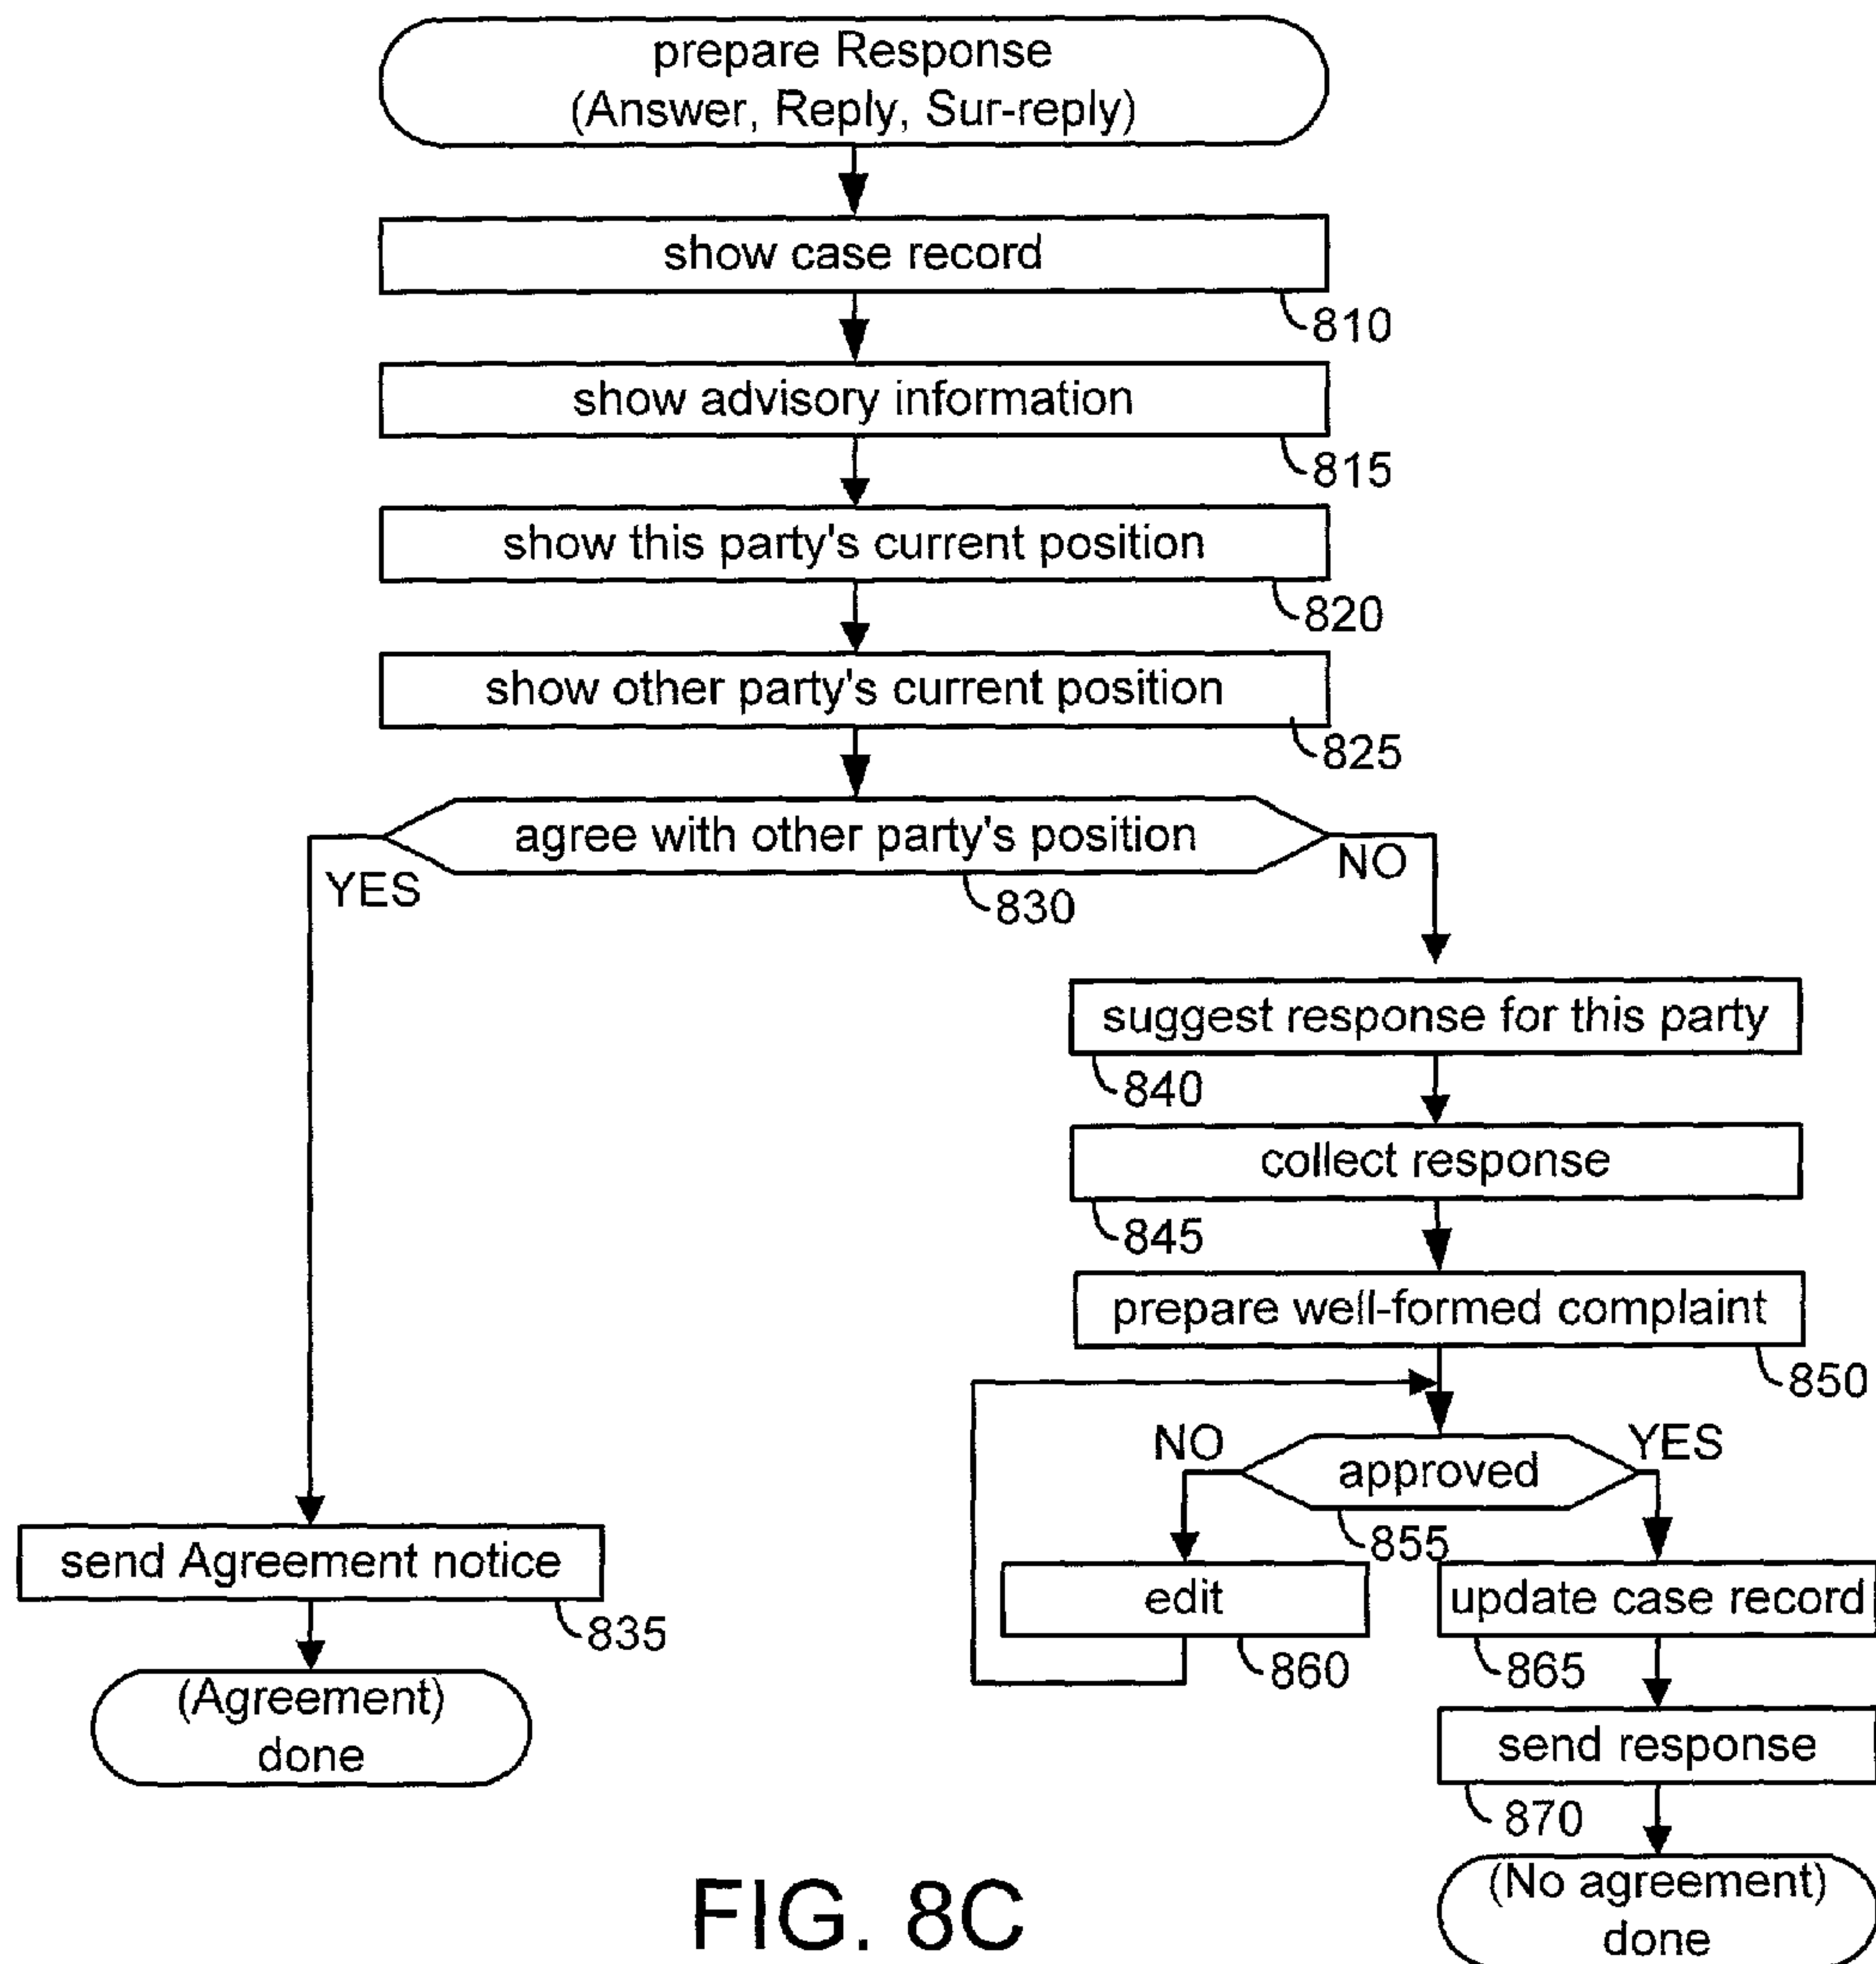 prepare Response
(Answer, Reply, Sur-reply)
show case record
810
show advisory information
815
show this party's current position
820
show other party's current position
825
agree with other party's position
YES
NO
830
suggest response for this party
840
collect response
845
prepare well-formed complaint
850
NO
YES
approved
855
send Agreement notice
835
edit
860
update case record
865
(Agreement)
done
send response
870
(No agreement)
done
FIG. 8C